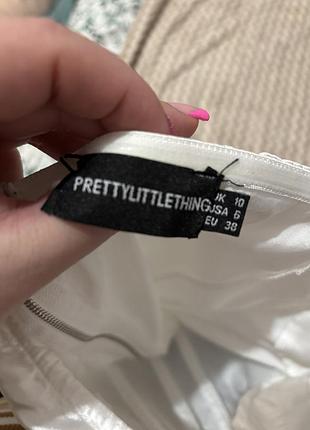 PRETTYLITTLETHING
UK 10
USA 6
EU 38